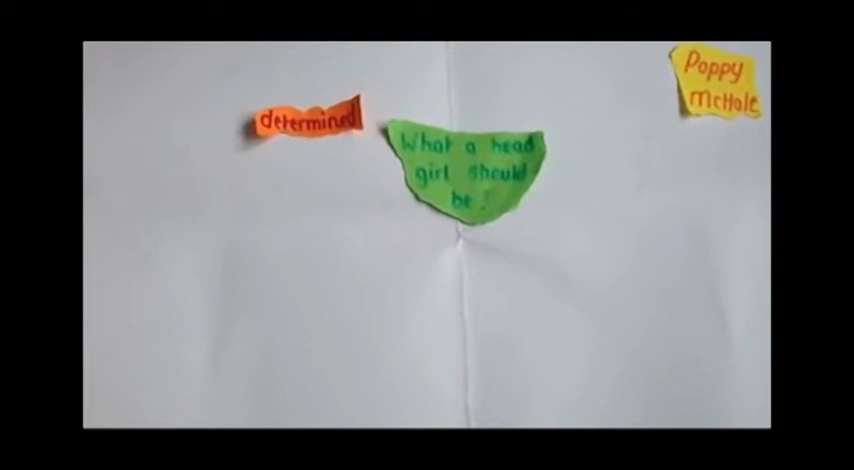 determined
What a head
girl should
be!
Poppy
McHale